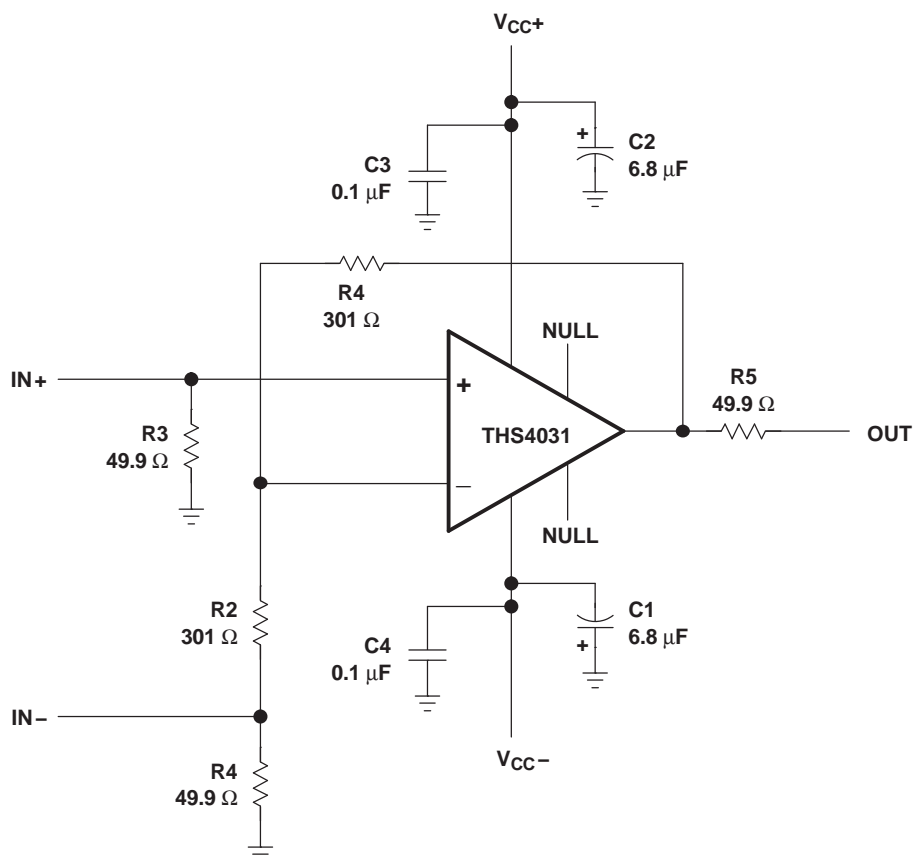 VCC+
C3
0.1 μF
+
C2
6.8 μF
R4
301 Ω
NULL
IN+
+
R5
49.9 Ω
R3
49.9 Ω
THS4031
OUT
−
NULL
R2
301 Ω
C4
0.1 μF
C1
6.8 μF
+
IN−
VCC−
R4
49.9 Ω